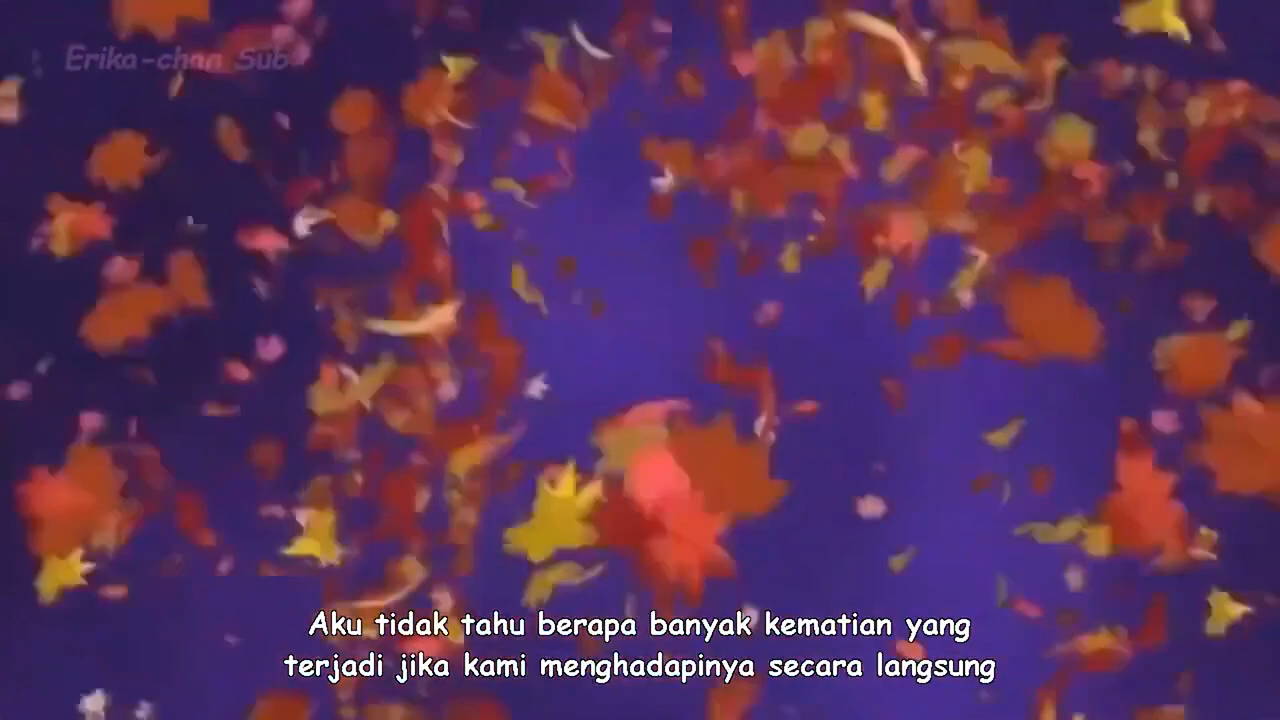 Erika-chan Sub
Aku tidak tahu berapa banyak kematian yang
terjadi jika kami menghadapinya secara langsung